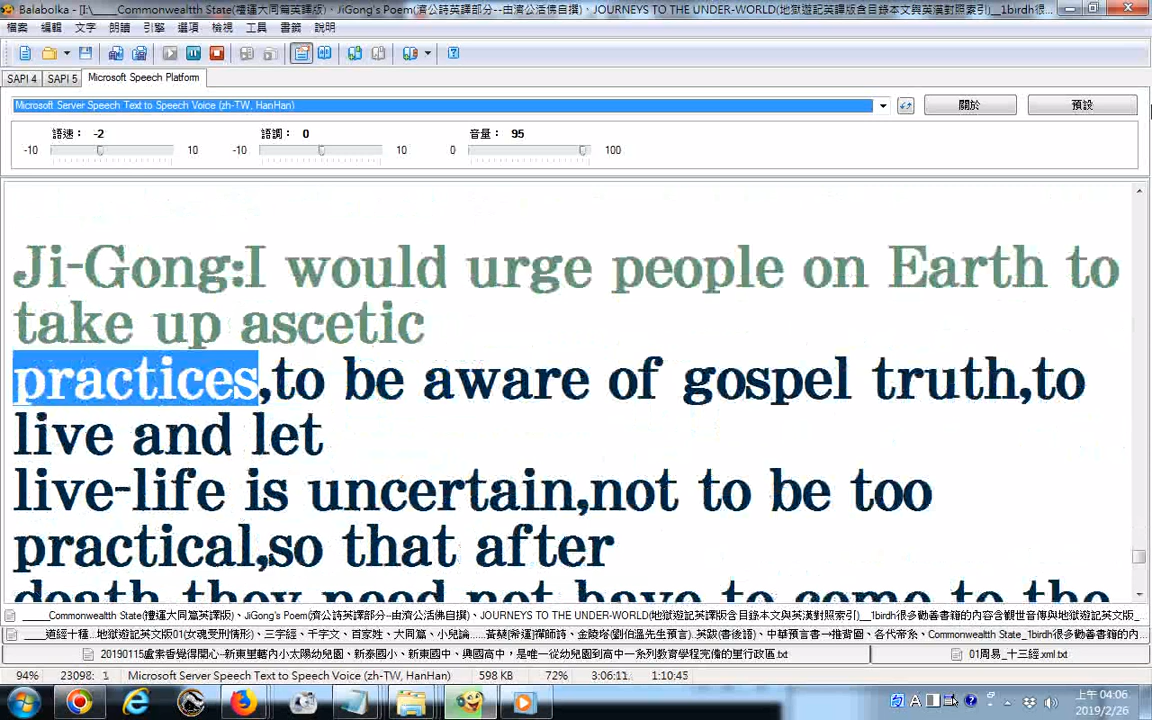 Balabolka - [J:\_____Commonwealth State(禮運大同篇英譯版)、JiGong's Poem(濟公詩英譯部分--由濟公活佛自撰)、JOURNEYS TO THE UNDER-WORLD(地獄遊記英譯版含目錄本文與英漢對照索引)__1birdh很...
檔案 編輯 文字 朗讀 引擎 選項 檢視 工具 書籤 說明
SAPI 4 SAPI 5 Microsoft Speech Platform
Microsoft Server Speech Text to Speech Voice (zh-TW, HanHan) 關於 預設
語速： -2 語調： 0 音量： 95
-10 10 -10 10 0 100
Ji-Gong:I would urge people on Earth to
take up ascetic
practices,to be aware of gospel truth,to
live and let
live-life is uncertain,not to be too
practical,so that after
death they need not have to come to the
_____Commonwealth State(禮運大同篇英譯版)、JiGong's Poem(濟公詩英譯部分--由濟公活佛自撰)、JOURNEYS TO THE UNDER-WORLD(地獄遊記英譯版含目錄本文與英漢對照索引)__1birdh很多勸善書籍的內容含觀世音傳與地獄遊記英文版_
道經十種...地獄遊記英文版01(女魂受刑情形)、三字經、千字文、百家姓、大同篇、小兒論......黃蘗[希運]禪師詩、金陵塔(劉伯溫先生預言).英歎(書後語)、中華預言書--推背圖、各代帝系、Commonwealth State_1birdh很多勸善書籍的內...
20190115盧素香覺得開心--新東里轄內小太陽幼兒園、新泰國小、新東國中、興國高中，是唯一從幼兒園到高中一系列教育學程完備的里行政區.txt 01周易_十三經.xml.txt
94% 23098: 1 Microsoft Server Speech Text to Speech Voice (zh-TW, HanHan) 598 KB 72% 3:06:11 1:10:45
上午 04:06
2019/2/26